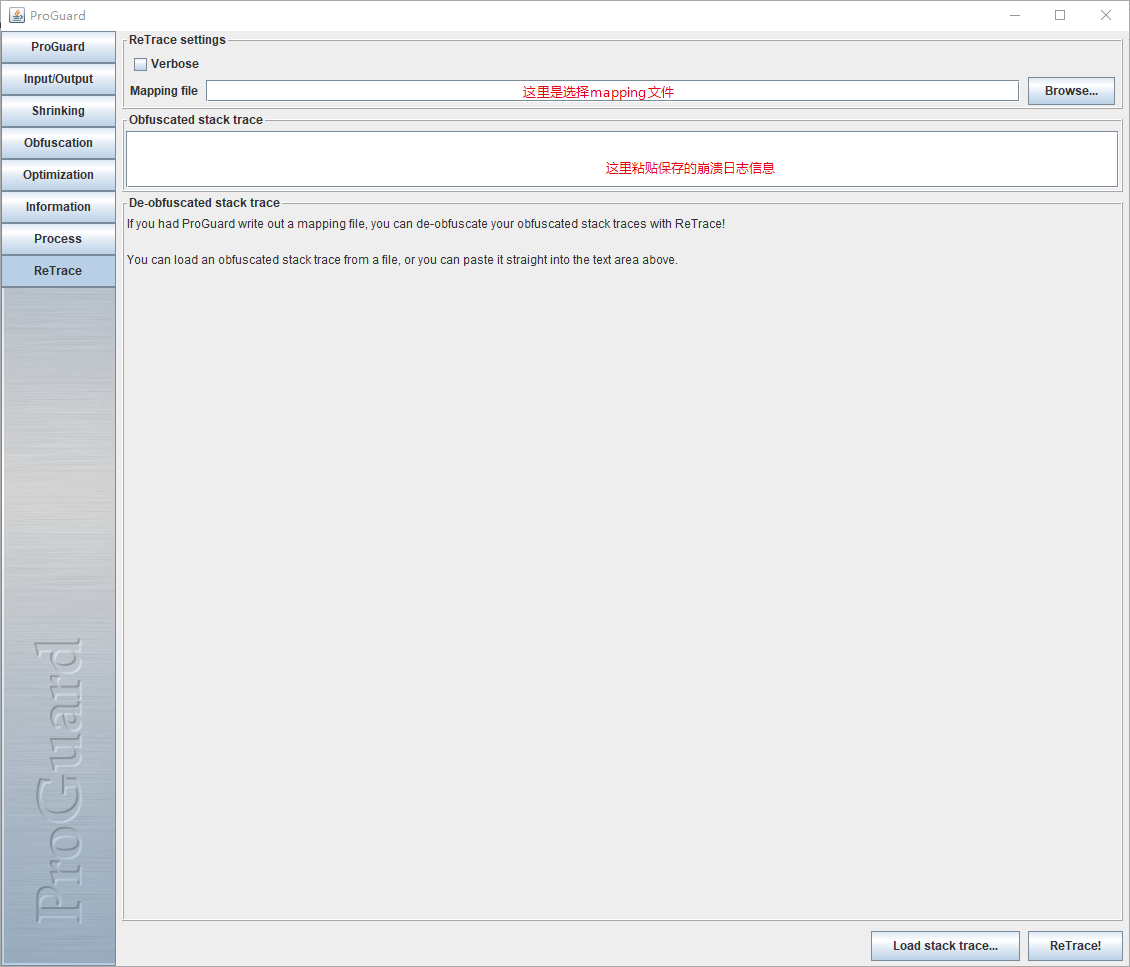 ProGuard
ProGuard
Input/Output
Shrinking
Obfuscation
Optimization
Information
Process
ReTrace
ProGuard
ReTrace settings
Verbose
Mapping file
这里是选择mapping文件
Browse...
Obfuscated stack trace
这里粘贴保存的崩溃日志信息
De-obfuscated stack trace
If you had ProGuard write out a mapping file, you can de-obfuscate your obfuscated stack traces with ReTrace!
You can load an obfuscated stack trace from a file, or you can paste it straight into the text area above.
Load stack trace...
ReTrace!